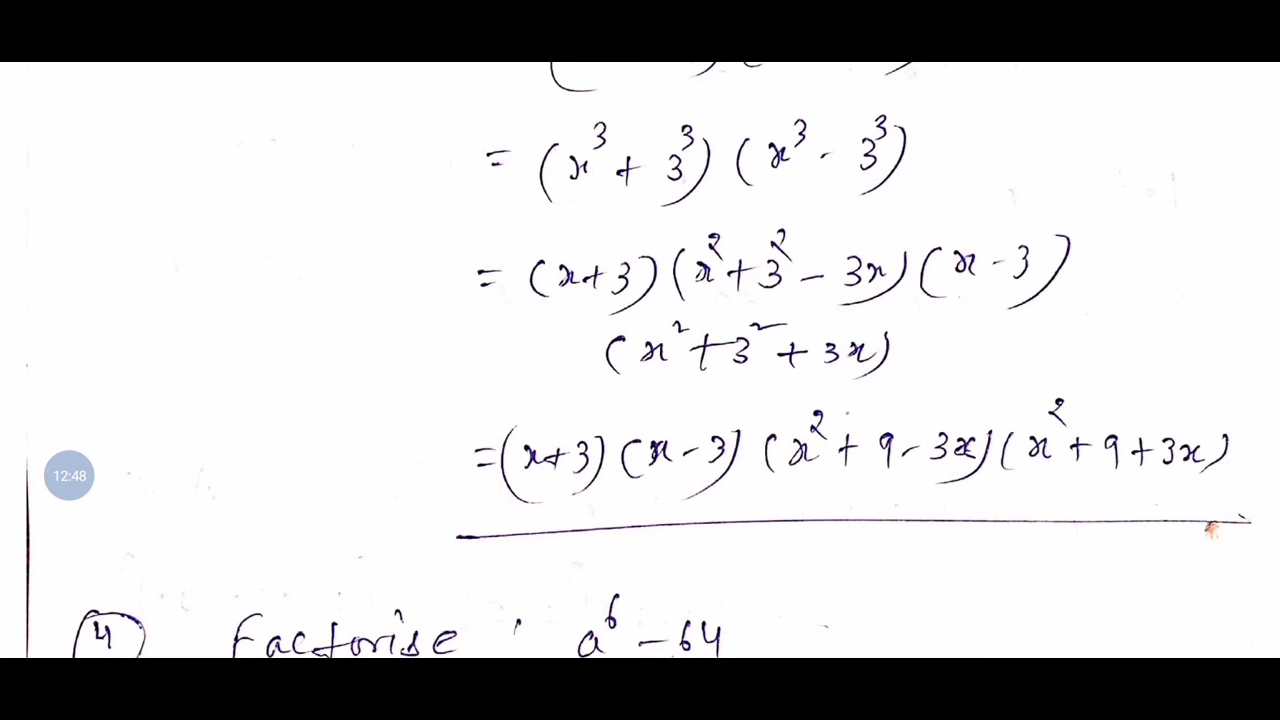 = (x³ + 3³) (x³ - 3³)
= (x+3) (x² + 3² - 3x) (x - 3)
(x² + 3² + 3x)
= (x+3) (x - 3) (x² + 9 - 3x) (x² + 9 + 3x)
12:48
4 Factorise : a⁶ - 64